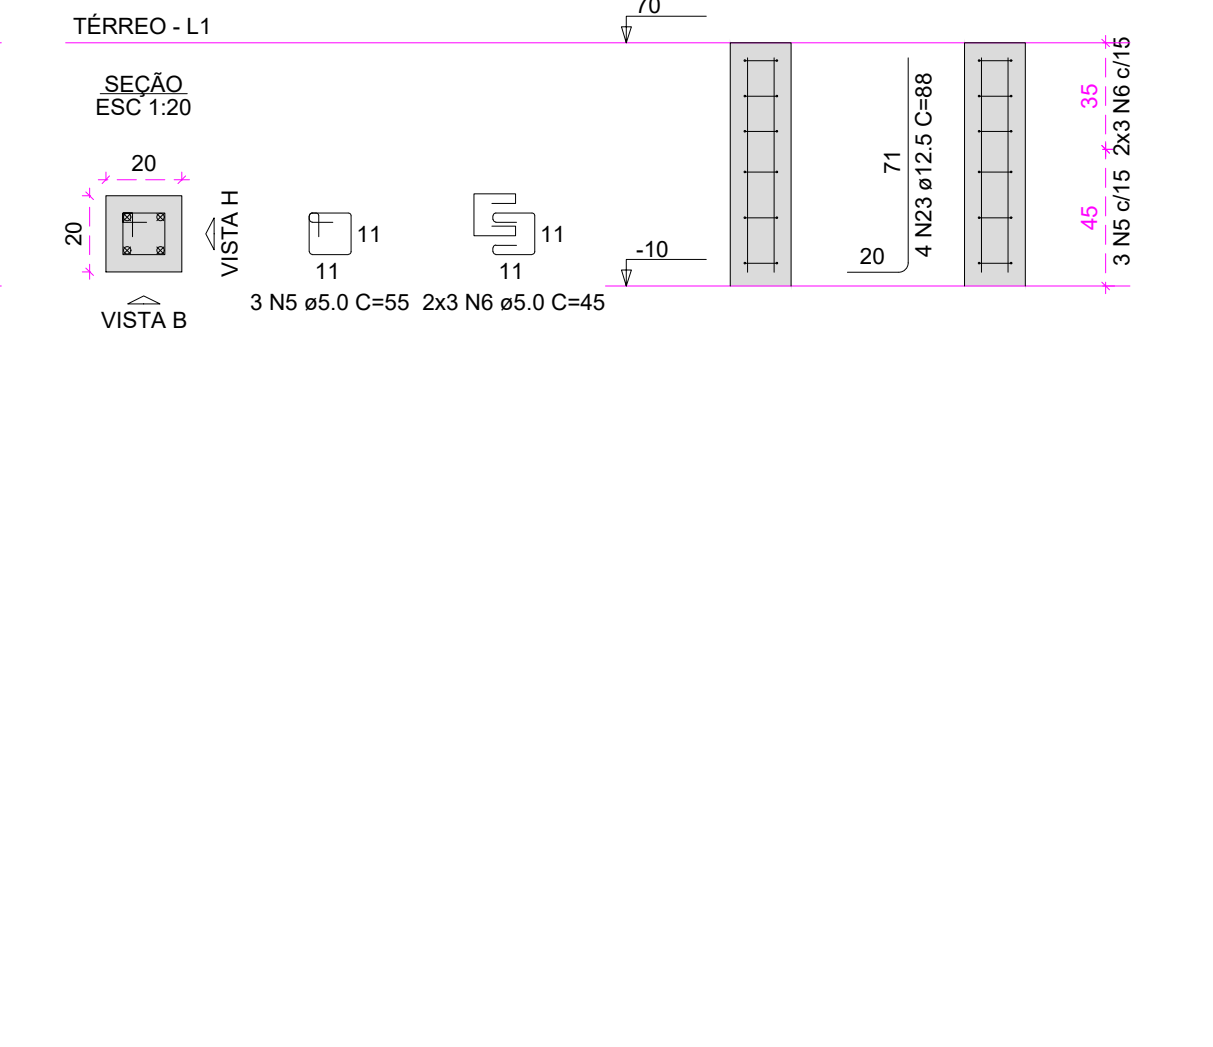 70
TÉRREO - L1
SEÇÃO
ESC 1:20
20
20
VISTA H
VISTA B
11
11
3 N5 ø5.0 C=55
11
11
2x3 N6 ø5.0 C=45
-10
71
20
4 N23 ø12.5 C=88
35
2x3 N6 c/15
45
3 N5 c/15